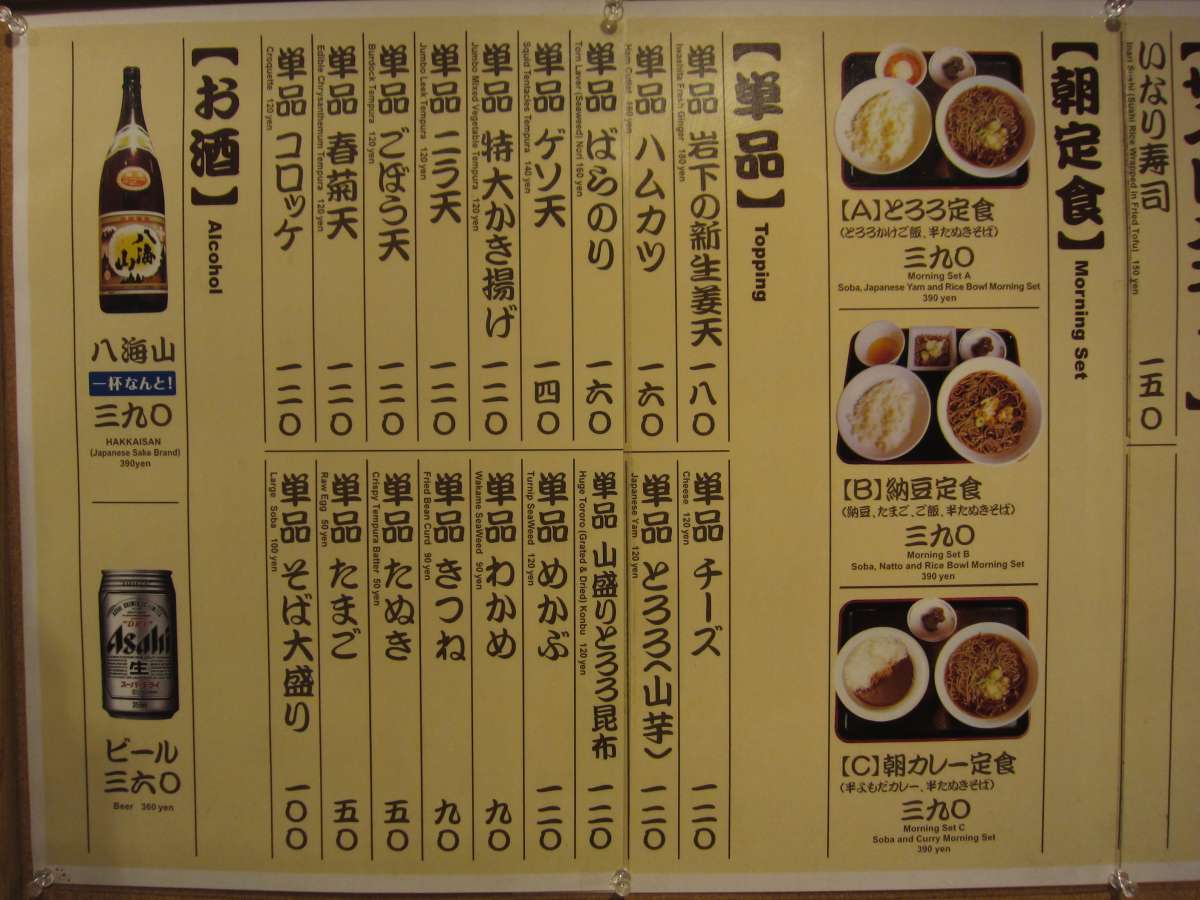 いなり寿司
Inari Sushi (Sushi Rice Wrapped In Fried Tofu) 150 yen
一五〇
【朝定食】
Morning Set
【A】とろろ定食
(とろろかけご飯、半たぬきそば)
三九〇
Morning Set A
Soba, Japanese Yam and Rice Bowl Morning Set
390 yen
【B】納豆定食
(納豆、たまご、ご飯、半たぬきそば)
三九〇
Morning Set B
Soba, Natto and Rice Bowl Morning Set
390 yen
【C】朝カレー定食
(半よもだカレー、半たぬきそば)
三九〇
Morning Set C
Soba and Curry Morning Set
390 yen
【単品】
Topping
単品 岩下の新生姜天 一八〇
Iwashita Fresh Ginger 180 yen
単品 ハムカツ 一六〇
Ham Cutlet 160 yen
単品 ばらのり 一六〇
Torn Laver (Seaweed) Nori 160 yen
単品 ゲソ天 一四〇
Squid Tentacles Tempura 140 yen
単品 特大かき揚げ 一二〇
Jumbo Mixed Vegetable Tempura 120 yen
単品 ニラ天 一二〇
Jumbo Leek Tempura 120 yen
単品 ごぼう天 一二〇
Burdock Tempura 120 yen
単品 春菊天 一二〇
Edible Chrysanthemum Tempura 120 yen
単品 コロッケ 一二〇
Croquette 120 yen
単品 チーズ 一二〇
Cheese 120 yen
単品 とろろ(山芋) 一二〇
Japanese Yam 120 yen
単品 山盛りとろろ昆布 一二〇
Huge Tororo (Grated & Dried) Konbu 120 yen
単品 めかぶ 一二〇
Turnip SeaWeed 120 yen
単品 わかめ 九〇
Wakame SeaWeed 90 yen
単品 きつね 九〇
Fried Bean Curd 90 yen
単品 たぬき 五〇
Crispy Tempura Batter 50 yen
単品 たまご 五〇
Raw Egg 50 yen
単品 そば大盛り 一〇〇
Large Soba 100 yen
【お酒】
Alcohol
八海山
八海山
一杯なんと!
三九〇
HAKKAISAN
(Japanese Sake Brand)
390yen
"DRY"
Asahi
生
スーパードライ
ビール
三六〇
Beer 360 yen